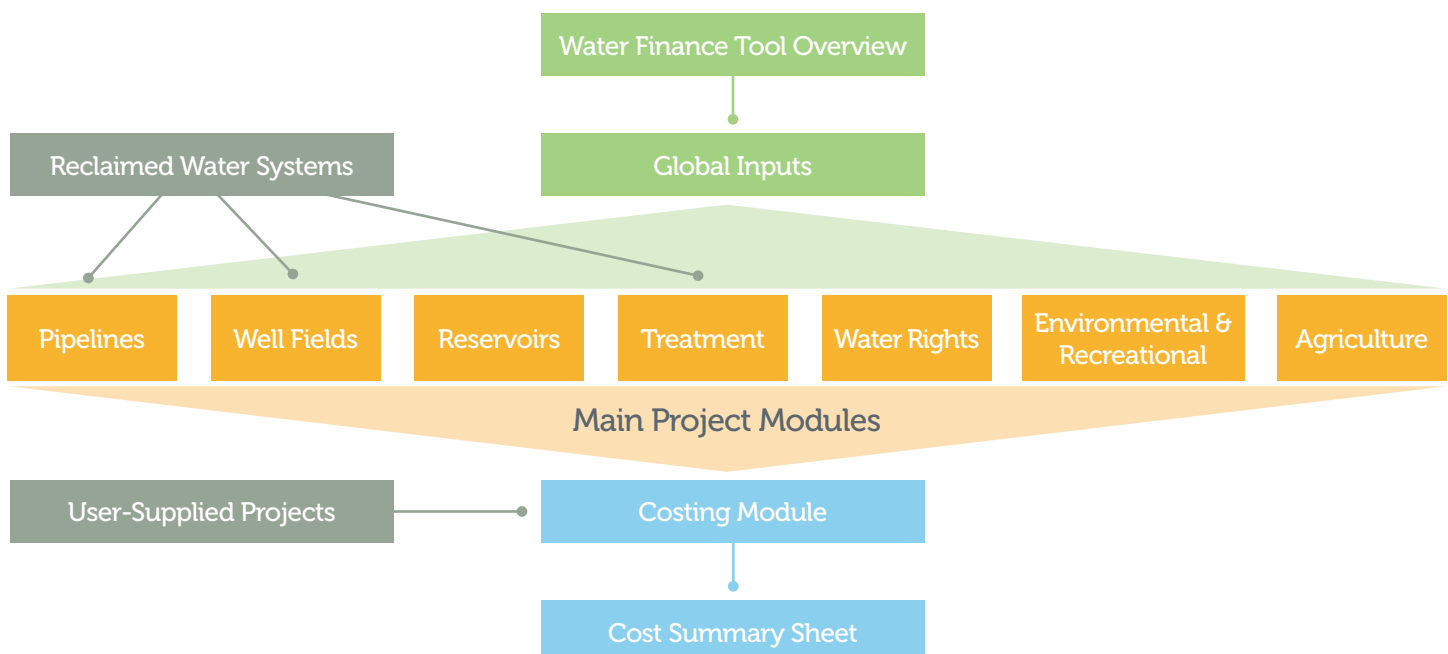 Water Finance Tool Overview
Reclaimed Water Systems
Global Inputs
Pipelines
Well Fields
Reservoirs
Treatment
Water Rights
Environmental &
Recreational
Agriculture
Main Project Modules
User-Supplied Projects
Costing Module
Cost Summary Sheet